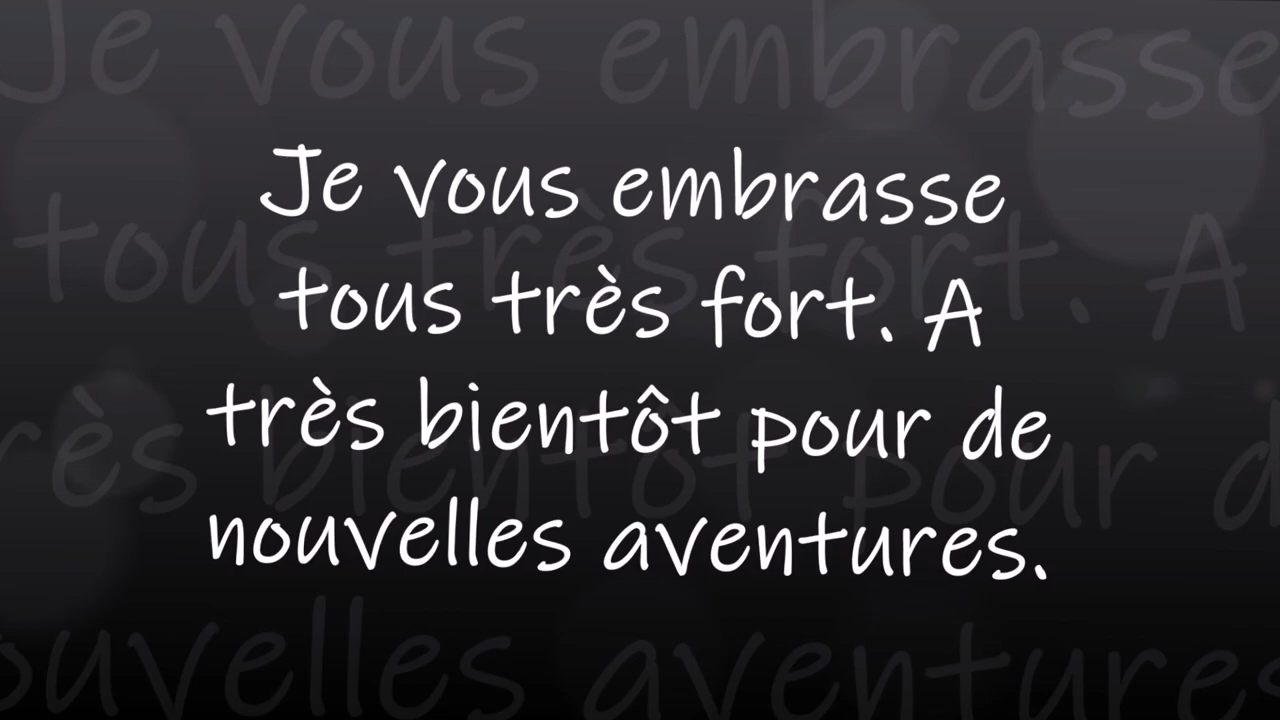 Je vous embrasse
tous très fort. A
très bientôt pour de
nouvelles aventures.